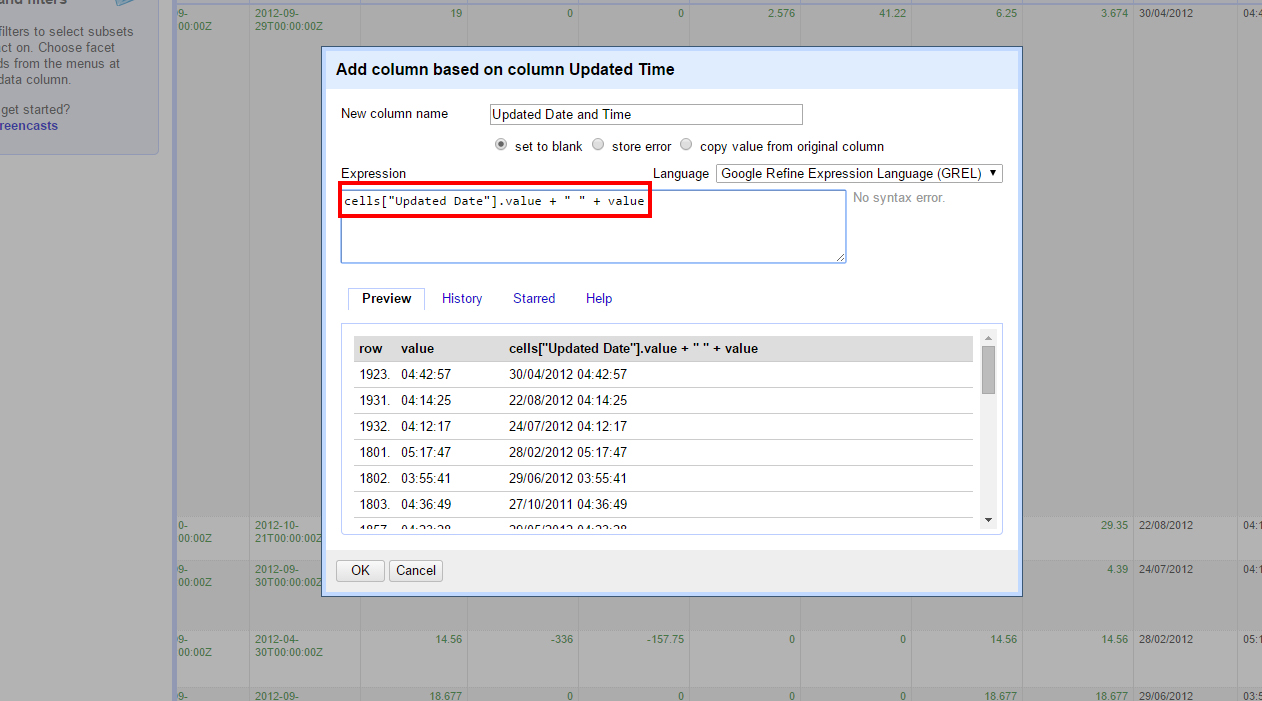 and filters
filters to select subsets
act on. Choose facet
ds from the menus at
data column.
get started?
reencasts
9-
00:00Z
2012-09-
29T00:00:00Z
19 0 0 2.576 41.22 6.25 3.674 30/04/2012 04:4
Add column based on column Updated Time
New column name Updated Date and Time
set to blank store error copy value from original column
Expression Language Google Refine Expression Language (GREL)
cells["Updated Date"].value + " " + value
No syntax error.
Preview History Starred Help
row value cells["Updated Date"].value + " " + value
1923. 04:42:57 30/04/2012 04:42:57
1931. 04:14:25 22/08/2012 04:14:25
1932. 04:12:17 24/07/2012 04:12:17
1801. 05:17:47 28/02/2012 05:17:47
1802. 03:55:41 29/06/2012 03:55:41
1803. 04:36:49 27/10/2011 04:36:49
1857. 04:23:28 29/05/2012 04:23:28
OK Cancel
0-
00:00Z
2012-10-
21T00:00:00Z
29.35 22/08/2012 04:1
9-
00:00Z
2012-09-
30T00:00:00Z
4.39 24/07/2012 04:1
9-
00:00Z
2012-04-
30T00:00:00Z
14.56 -336 -157.75 0 0 14.56 14.56 28/02/2012 05:1
9-
2012-09-
18.677 0 0 0 0 18.677 18.677 29/06/2012 03:5